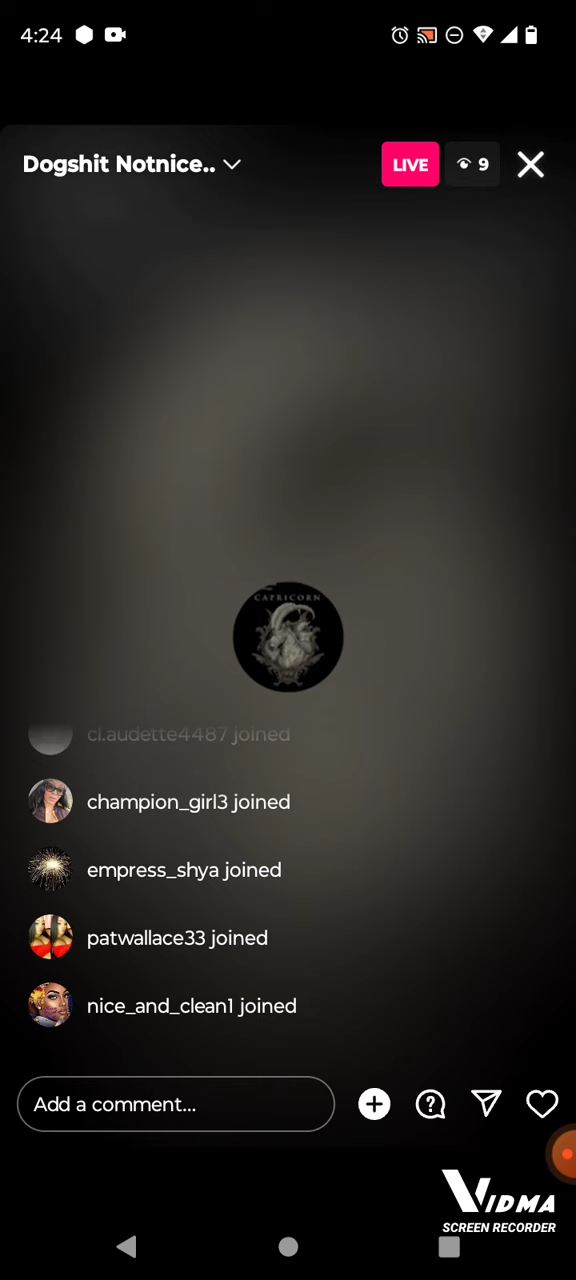 4:24
Dogshit Notnice..
LIVE
9
CAPRICORN
cl.audette4487 joined
champion_girl3 joined
empress_shya joined
patwallace33 joined
nice_and_clean1 joined
Add a comment...
VIDMA
SCREEN RECORDER